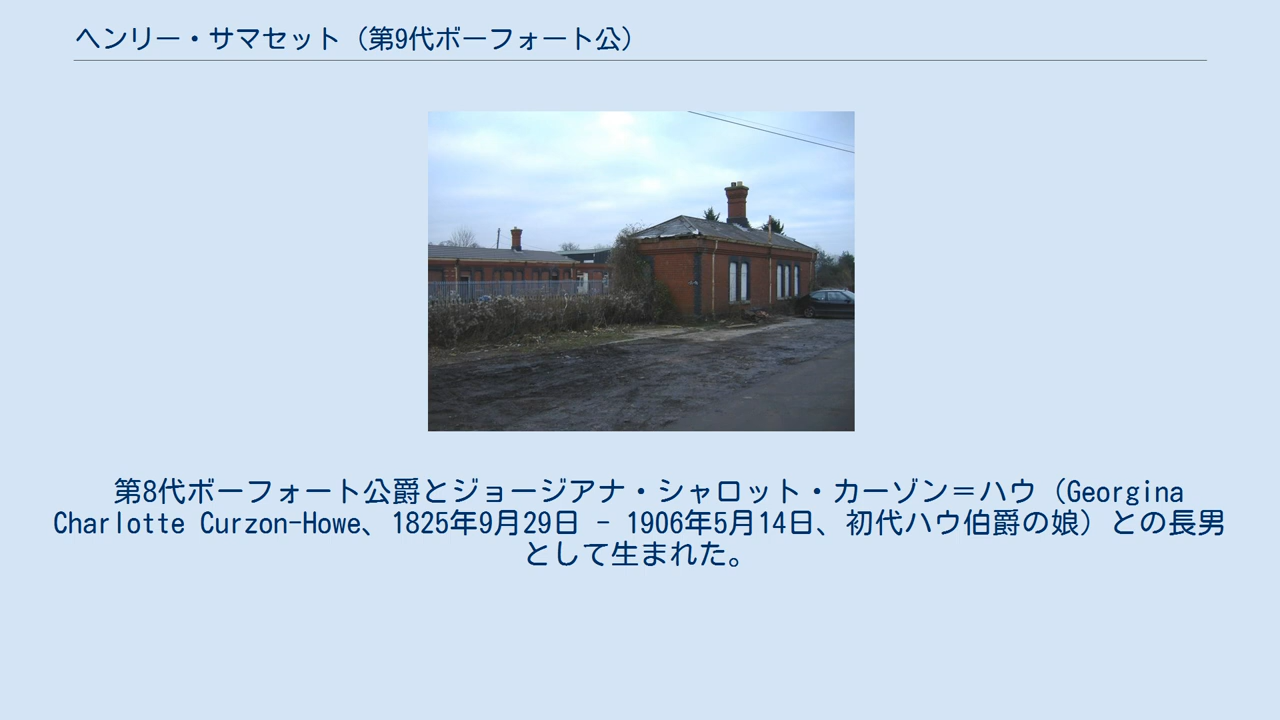 ヘンリー・サマセット（第9代ボーフォート公）
第8代ボーフォート公爵とジョージアナ・シャロット・カーゾン＝ハウ（Georgina
Charlotte Curzon-Howe、1825年9月29日 - 1906年5月14日、初代ハウ伯爵の娘）との長男
として生まれた。